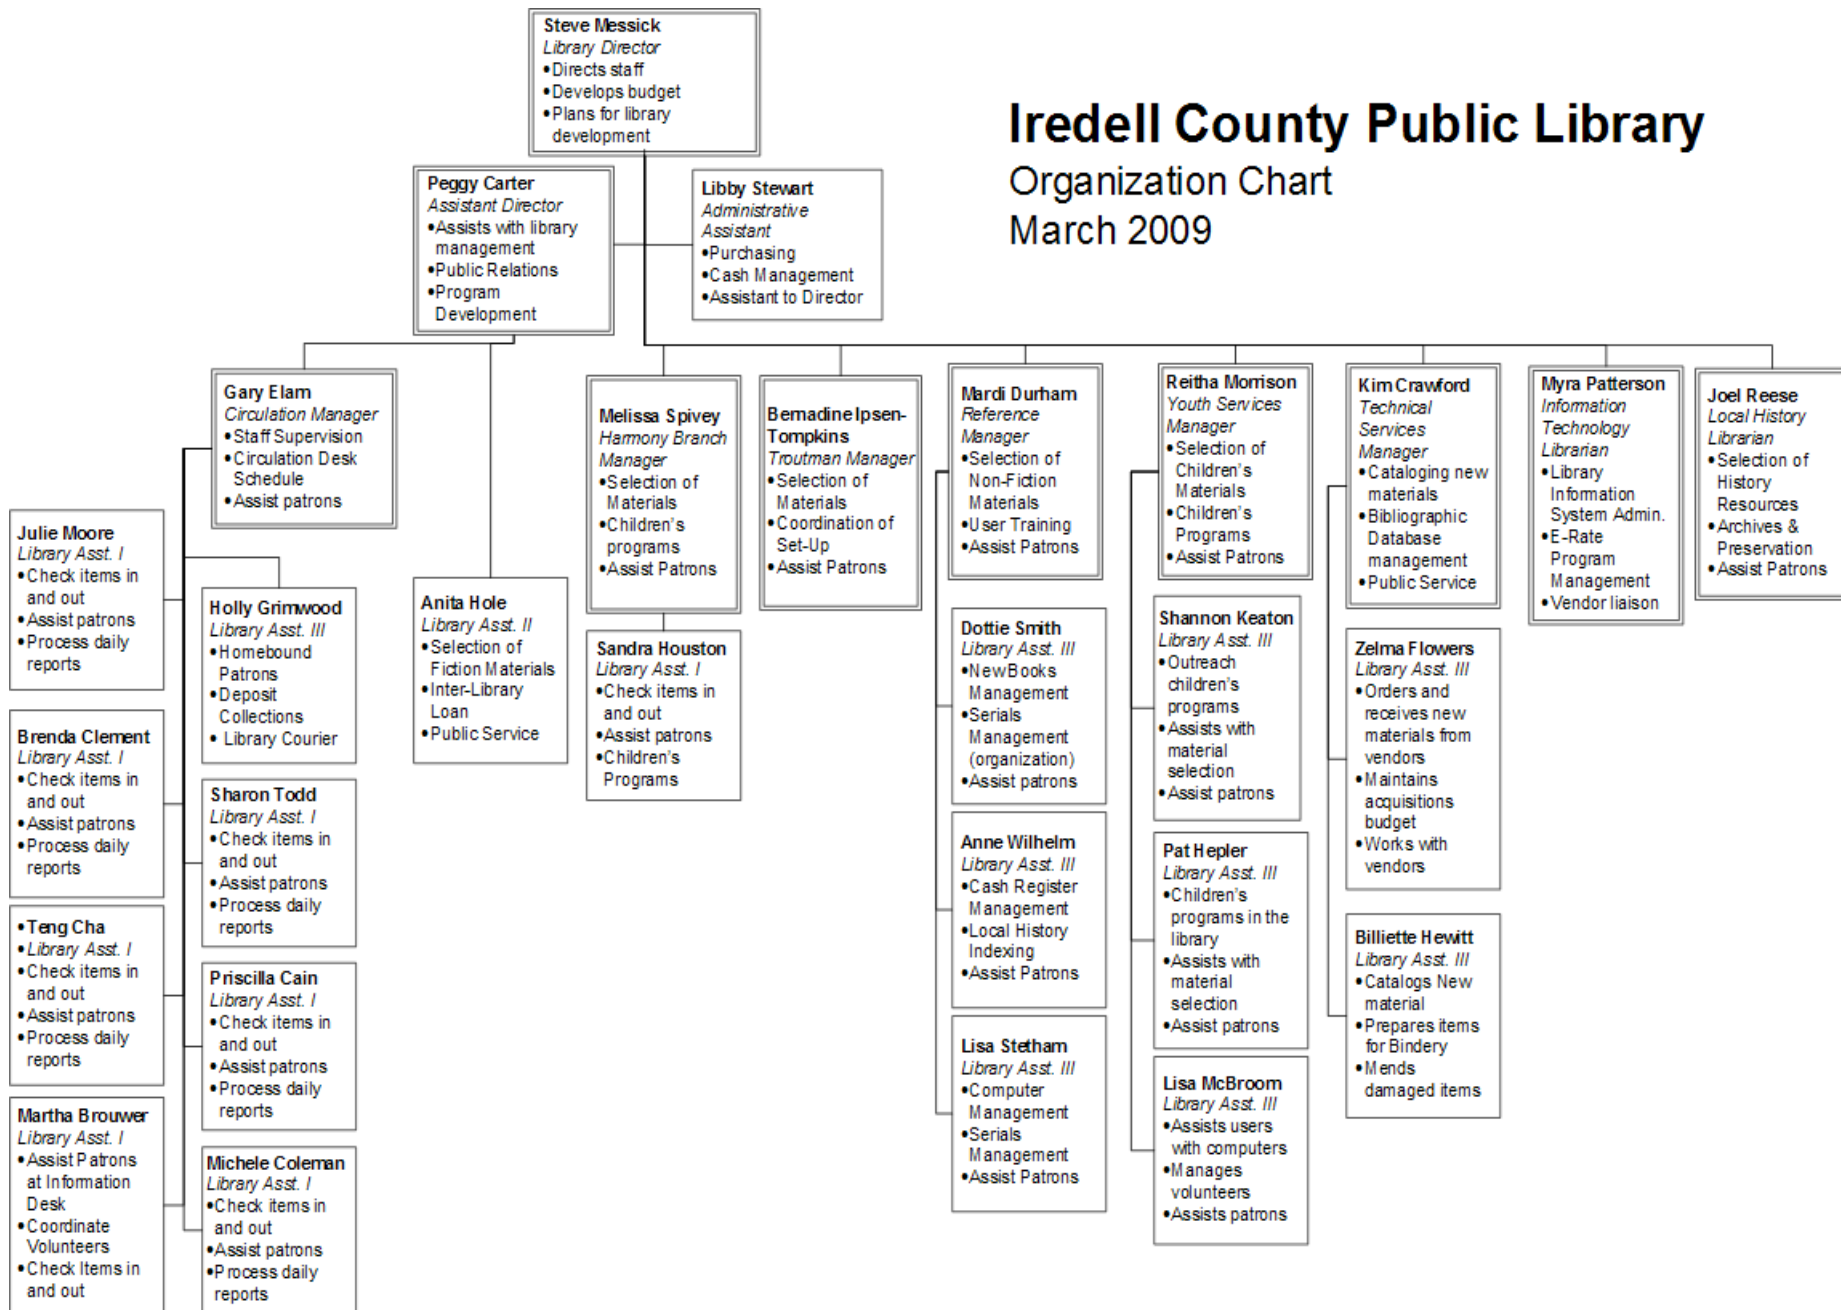 Steve Messick
Library Director
•Directs staff
•Develops budget
•Plans for library
development
Iredell County Public Library
Organization Chart
March 2009
Peggy Carter
Assistant Director
•Assists with library
management
•Public Relations
•Program
Development
Libby Stewart
Administrative
Assistant
•Purchasing
•Cash Management
•Assistant to Director
Gary Elam
Circulation Manager
•Staff Supervision
•Circulation Desk
Schedule
•Assist patrons
Melissa Spivey
Harmony Branch
Manager
•Selection of
Materials
•Children's
programs
•Assist Patrons
Bernadine Ipsen-
Tompkins
Troutman Manager
•Selection of
Materials
•Coordination of
Set-Up
•Assist Patrons
Mardi Durham
Reference
Manager
•Selection of
Non-Fiction
Materials
•User Training
•Assist Patrons
Reitha Morrison
Youth Services
Manager
•Selection of
Children's
Materials
•Children's
Programs
•Assist Patrons
Kim Crawford
Technical
Services
Manager
•Cataloging new
materials
•Bibliographic
Database
management
•Public Service
Myra Patterson
Information
Technology
Librarian
•Library
Information
System Admin.
•E-Rate
Program
Management
•Vendor liaison
Joel Reese
Local History
Librarian
•Selection of
History
Resources
•Archives &
Preservation
•Assist Patrons
Julie Moore
Library Asst. I
•Check items in
and out
•Assist patrons
•Process daily
reports
Holly Grimwood
Library Asst. III
•Homebound
Patrons
•Deposit
Collections
• Library Courier
Anita Hole
Library Asst. II
•Selection of
Fiction Materials
•Inter-Library
Loan
•Public Service
Sandra Houston
Library Asst. I
•Check items in
and out
•Assist patrons
•Children's
Programs
Dottie Smith
Library Asst. III
•New Books
Management
•Serials
Management
(organization)
•Assist patrons
Shannon Keaton
Library Asst. III
•Outreach
children's
programs
•Assists with
material
selection
•Assist patrons
Zelma Flowers
Library Asst. III
•Orders and
receives new
materials from
vendors
•Maintains
acquisitions
budget
•Works with
vendors
Brenda Clement
Library Asst. I
•Check items in
and out
•Assist patrons
•Process daily
reports
Sharon Todd
Library Asst. I
•Check items in
and out
•Assist patrons
•Process daily
reports
Anne Wilhelm
Library Asst. III
•Cash Register
Management
•Local History
Indexing
•Assist Patrons
Pat Hepler
Library Asst. III
•Children's
programs in the
library
•Assists with
material
selection
•Assist patrons
Billiette Hewitt
Library Asst. III
•Catalogs New
material
•Prepares items
for Bindery
•Mends
damaged items
•Teng Cha
•Library Asst. I
•Check items in
and out
•Assist patrons
•Process daily
reports
Priscilla Cain
Library Asst. I
•Check items in
and out
•Assist patrons
•Process daily
reports
Lisa Stetham
Library Asst. III
•Computer
Management
•Serials
Management
•Assist Patrons
Lisa McBroom
Library Asst. III
•Assists users
with computers
•Manages
volunteers
•Assists patrons
Martha Brouwer
Library Asst. I
•Assist Patrons
at Information
Desk
•Coordinate
Volunteers
•Check Items in
and out
Michele Coleman
Library Asst. I
•Check items in
and out
•Assist patrons
•Process daily
reports